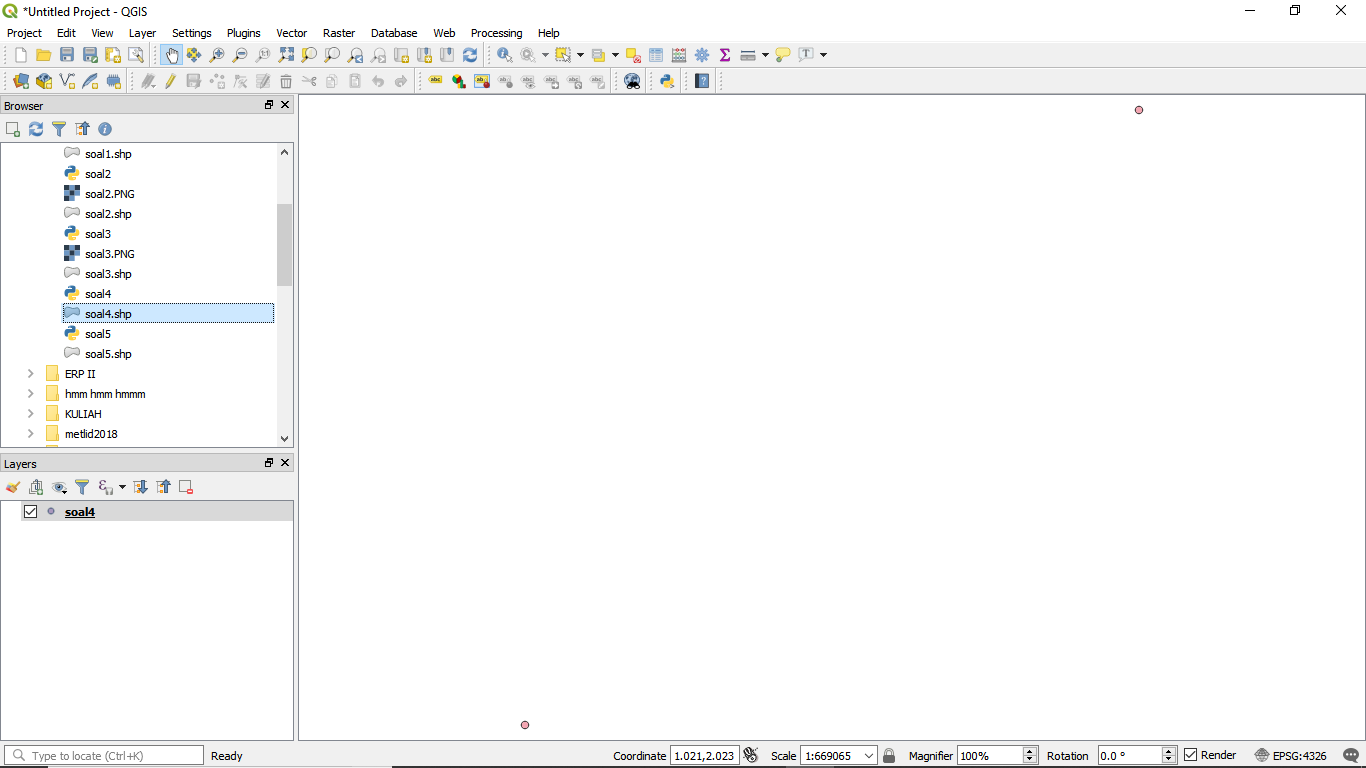 *Untitled Project - QGIS
Project Edit View Layer Settings Plugins Vector Raster Database Web Processing Help
Browser
soal1.shp
soal2
soal2.PNG
soal2.shp
soal3
soal3.PNG
soal3.shp
soal4
soal4.shp
soal5
soal5.shp
ERP II
hmm hmm hmmm
KULIAH
metlid2018
Layers
soal4
Type to locate (Ctrl+K) Ready Coordinate 1.021,2.023 Scale 1:669065 Magnifier 100% Rotation 0.0 ° Render EPSG:4326